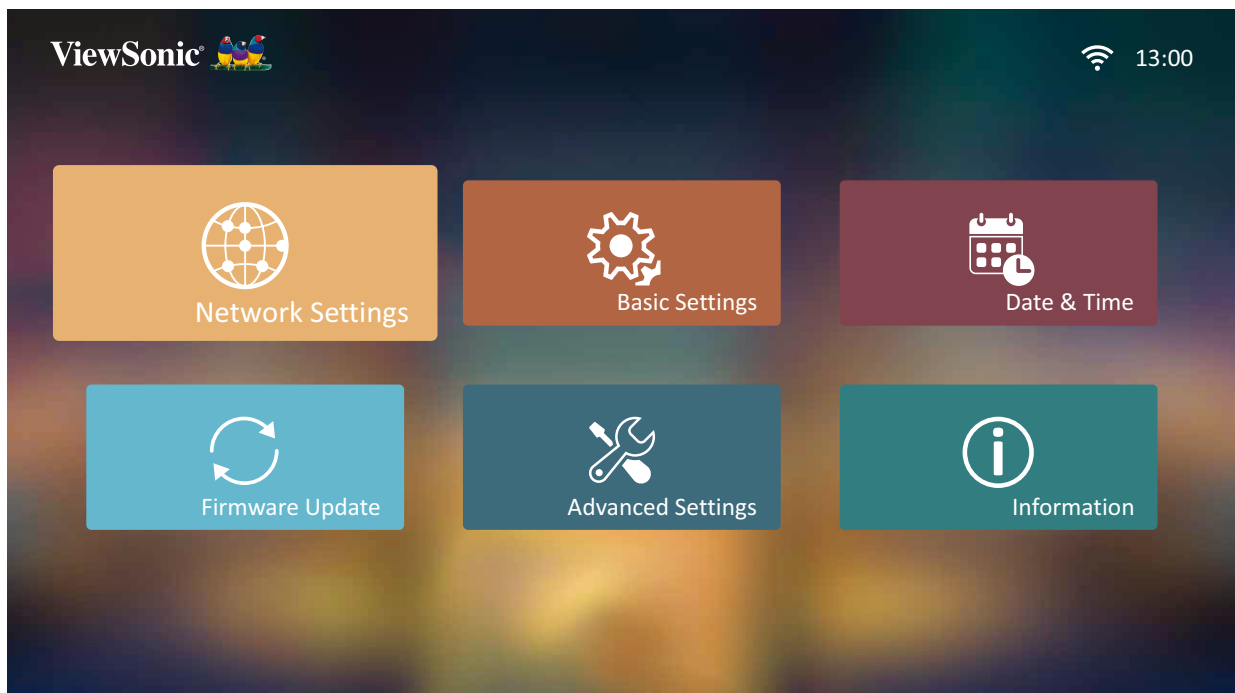 ViewSonic®
13:00
Network Settings
Basic Settings
Date & Time
Firmware Update
Advanced Settings
Information